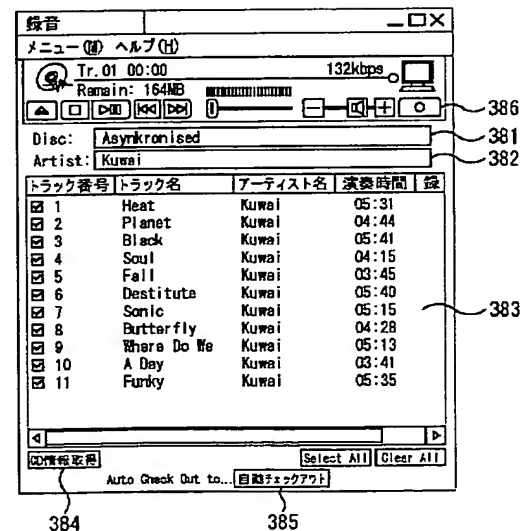 録音
メニュー(M) ヘルプ(H)
Tr.01 00:00 132kbps
Remain: 164MB
386
Disc: Asynkronised 381
Artist: Kuwai 382
トラック番号 トラック名 アーティスト名 演奏時間 録
1 Heat Kuwai 05:31
2 Planet Kuwai 04:44
3 Black Kuwai 05:41
4 Soul Kuwai 04:15
5 Fall Kuwai 03:45
6 Destitute Kuwai 05:40
7 Sonic Kuwai 05:15 383
8 Butterfly Kuwai 04:28
9 Where Do We Kuwai 05:13
10 A Day Kuwai 03:41
11 Funky Kuwai 05:35
CD情報取得 Select All Clear All
Auto Check Out to... 自動チェックアウト
384 385